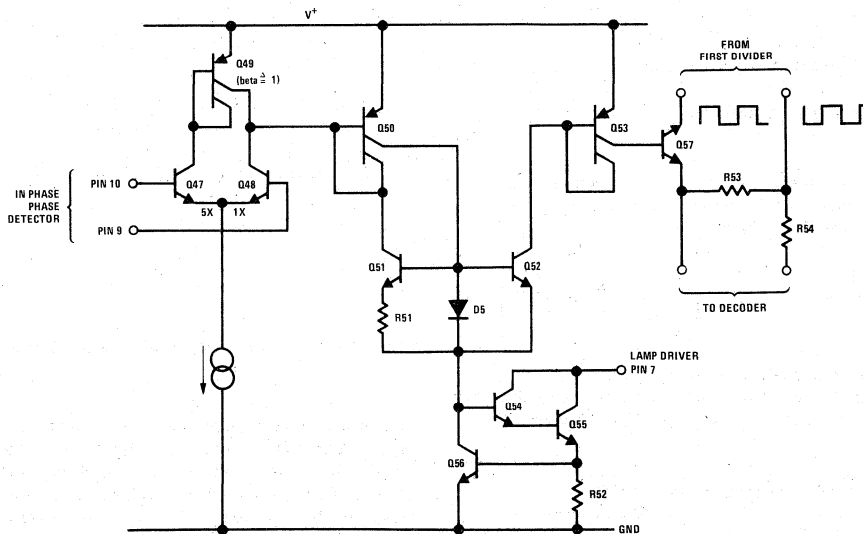 V+
FROM
FIRST DIVIDER
Q49
(beta ≜ 1)
Q50
Q53
Q57
R53
R54
IN PHASE
PHASE
DETECTOR
PIN 10
PIN 9
Q47
Q48
5X
1X
Q51
Q52
R51
D5
TO DECODER
LAMP DRIVER
PIN 7
Q54
Q55
Q56
R52
GND